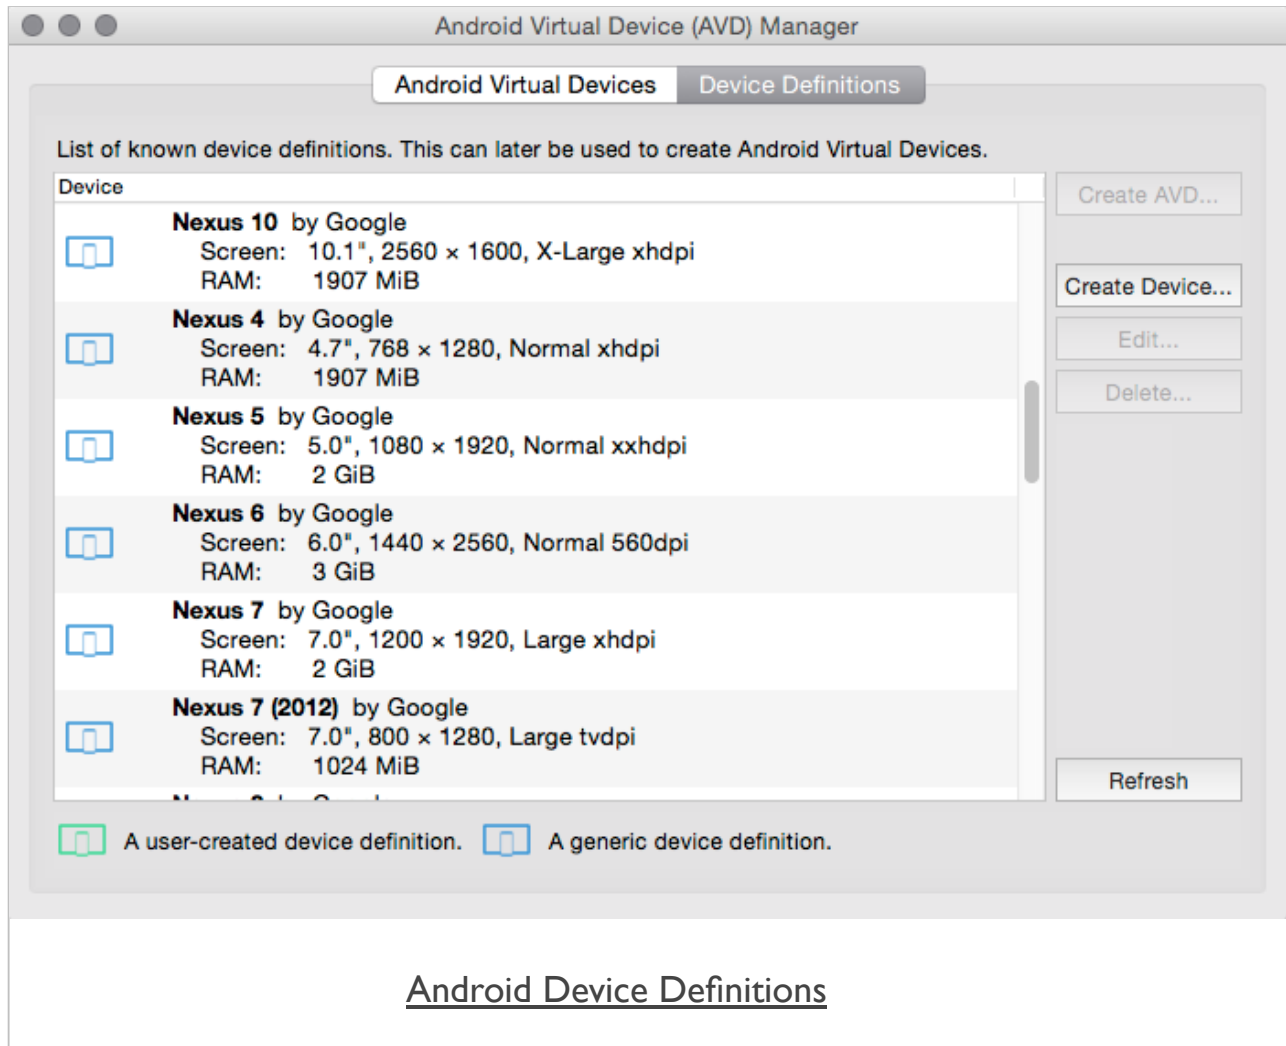 Android Virtual Device (AVD) Manager
Android Virtual Devices Device Definitions
List of known device definitions. This can later be used to create Android Virtual Devices.
Device
Create AVD...
Nexus 10 by Google
Screen: 10.1", 2560 × 1600, X-Large xhdpi
RAM: 1907 MiB
Create Device...
Nexus 4 by Google
Screen: 4.7", 768 × 1280, Normal xhdpi
RAM: 1907 MiB
Edit...
Delete...
Nexus 5 by Google
Screen: 5.0", 1080 × 1920, Normal xxhdpi
RAM: 2 GiB
Nexus 6 by Google
Screen: 6.0", 1440 × 2560, Normal 560dpi
RAM: 3 GiB
Nexus 7 by Google
Screen: 7.0", 1200 × 1920, Large xhdpi
RAM: 2 GiB
Nexus 7 (2012) by Google
Screen: 7.0", 800 × 1280, Large tvdpi
RAM: 1024 MiB
Refresh
A user-created device definition. A generic device definition.
Android Device Definitions